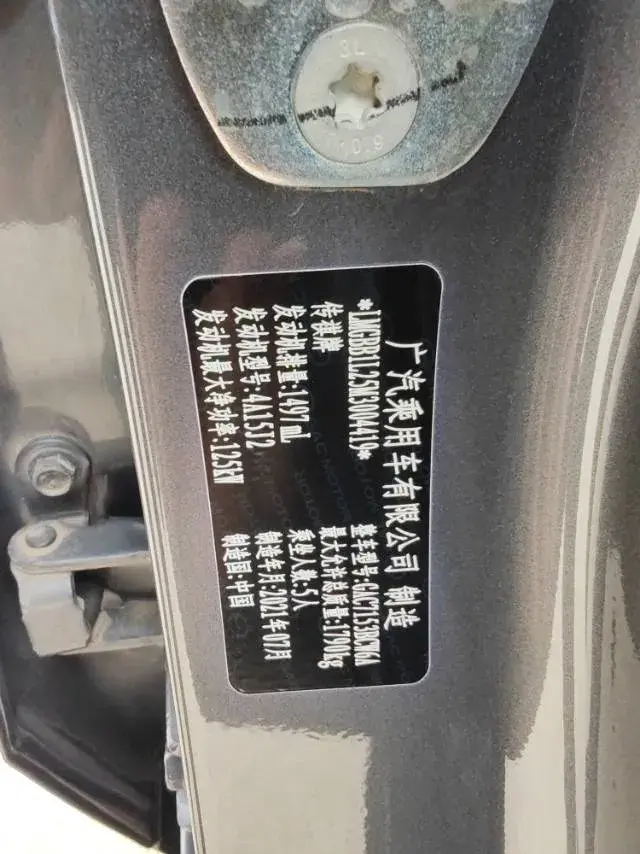 广汽乘用车有限公司 制造
*LMGBB1L25M3004419*
整车型号:GAC7153BCW6A
传祺牌
最大允许总质量:1790kg
发动机排量:1497mL
乘坐人数:5人
发动机型号:4A15J2
制造年月:2021年07月
发动机最大净功率:125kW
制造国:中国
10.9